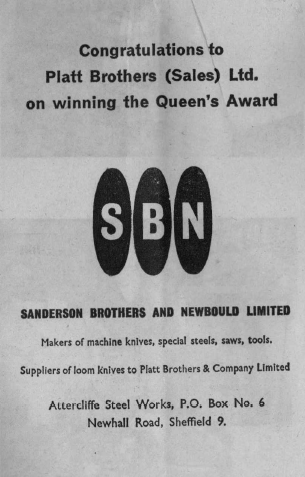 Congratulations to
Platt Brothers (Sales) Ltd.
on winning the Queen's Award
SBN
SANDERSON BROTHERS AND NEWBOULD LIMITED
Makers of machine knives, special steels, saws, tools.
Suppliers of loom knives to Platt Brothers & Company Limited
Attercliffe Steel Works, P.O. Box No. 6
Newhall Road, Sheffield 9.